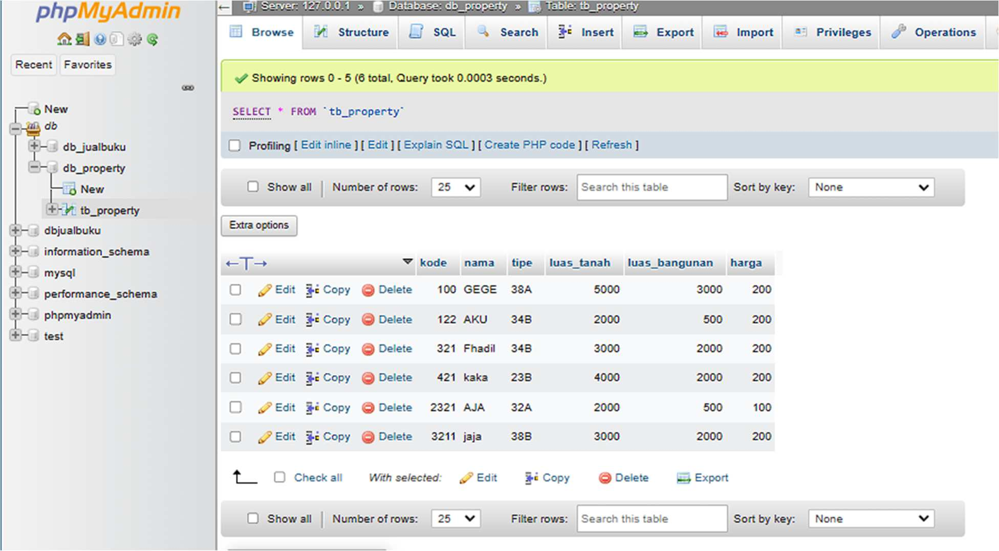 phpMyAdmin
Recent Favorites
New
db
db_jualbuku
db_property
New
tb_property
dbjualbuku
information_schema
mysql
performance_schema
phpmyadmin
test
Server: 127.0.0.1 » Database: db_property » Table: tb_property
Browse Structure SQL Search Insert Export Import Privileges Operations
Showing rows 0 - 5 (6 total, Query took 0.0003 seconds.)
SELECT * FROM `tb_property`
Profiling [ Edit inline ] [ Edit ] [ Explain SQL ] [ Create PHP code ] [ Refresh ]
Show all | Number of rows: 25 Filter rows: Search this table Sort by key: None
Extra options
←T→ kode nama tipe luas_tanah luas_bangunan harga
Edit Copy Delete 100 GEGE 38A 5000 3000 200
Edit Copy Delete 122 AKU 34B 2000 500 200
Edit Copy Delete 321 Fhadil 34B 3000 2000 200
Edit Copy Delete 421 kaka 23B 4000 2000 200
Edit Copy Delete 2321 AJA 32A 2000 500 100
Edit Copy Delete 3211 jaja 38B 3000 2000 200
Check all With selected: Edit Copy Delete Export
Show all | Number of rows: 25 Filter rows: Search this table Sort by key: None